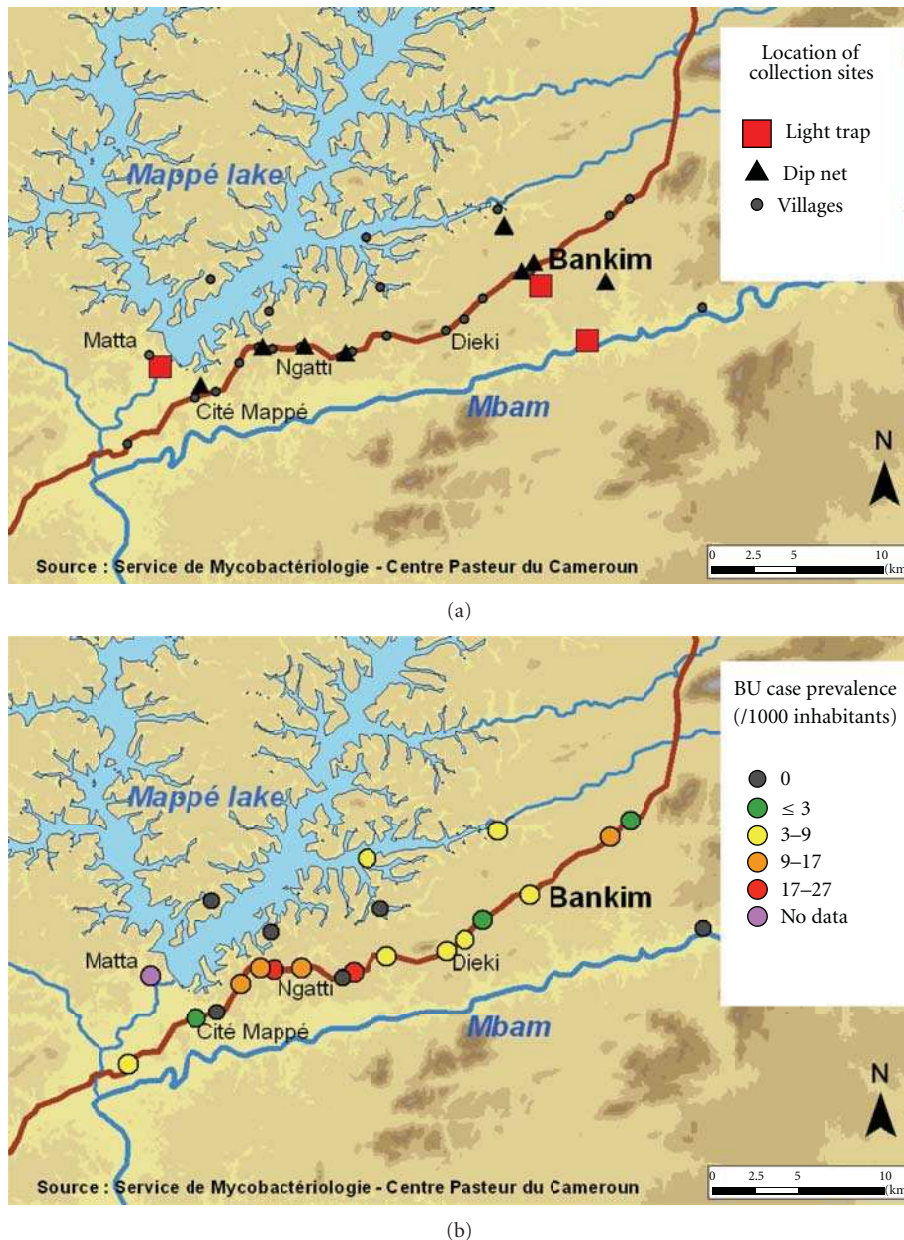 Location of
collection sites
Light trap
Dip net
Villages
Mappé lake
Bankim
Matta
Ngatti
Dieki
Cité Mappé
Mbam
N
0 2.5 5 10
(km
Source : Service de Mycobactériologie - Centre Pasteur du Cameroun
(a)
BU case prevalence
(/1000 inhabitants)
0
≤ 3
3–9
9–17
17–27
No data
Mappé lake
Bankim
Matta
Ngatti
Dieki
Cité Mappé
Mbam
N
0 2.5 5 10
(km
Source : Service de Mycobactériologie - Centre Pasteur du Cameroun
(b)